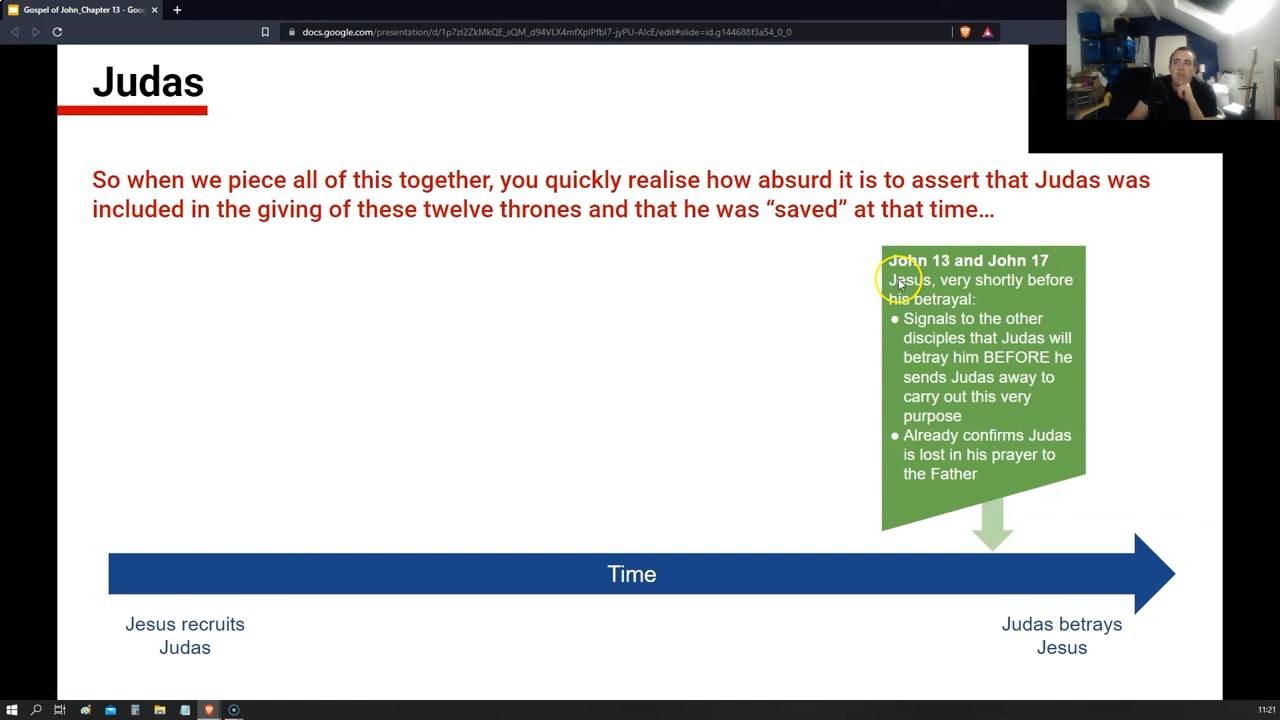 Gospel of John_Chapter 13 - Goo
docs.google.com/presentation/d/1p7zI2ZkMkQE_sQM_d94VLX4mfXpIPfbI7-jyPU-AIcE/edit#slide=id.g144688f3a54_0_0
Judas
So when we piece all of this together, you quickly realise how absurd it is to assert that Judas was
included in the giving of these twelve thrones and that he was “saved” at that time…
John 13 and John 17
Jesus, very shortly before
his betrayal:
● Signals to the other
disciples that Judas will
betray him BEFORE he
sends Judas away to
carry out this very
purpose
● Already confirms Judas
is lost in his prayer to
the Father
Time
Jesus recruits
Judas
Judas betrays
Jesus
11:21